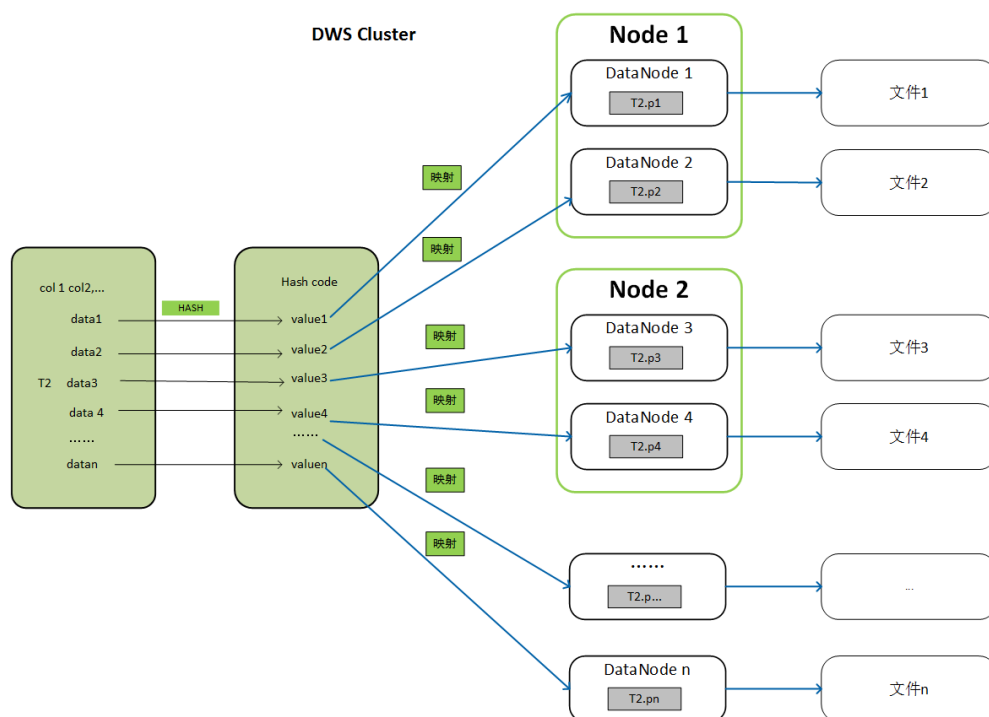 DWS Cluster
Node 1
DataNode 1
T2.p1
文件1
映射
DataNode 2
T2.p2
文件2
映射
col 1 col2,...
HASH
Hash code
Node 2
data1
value1
DataNode 3
映射
T2.p3
文件3
data2
value2
T2
data3
value3
映射
data 4
value4
DataNode 4
T2.p4
文件4
……
……
datan
valuen
映射
映射
……
T2.p...
...
DataNode n
T2.pn
文件n